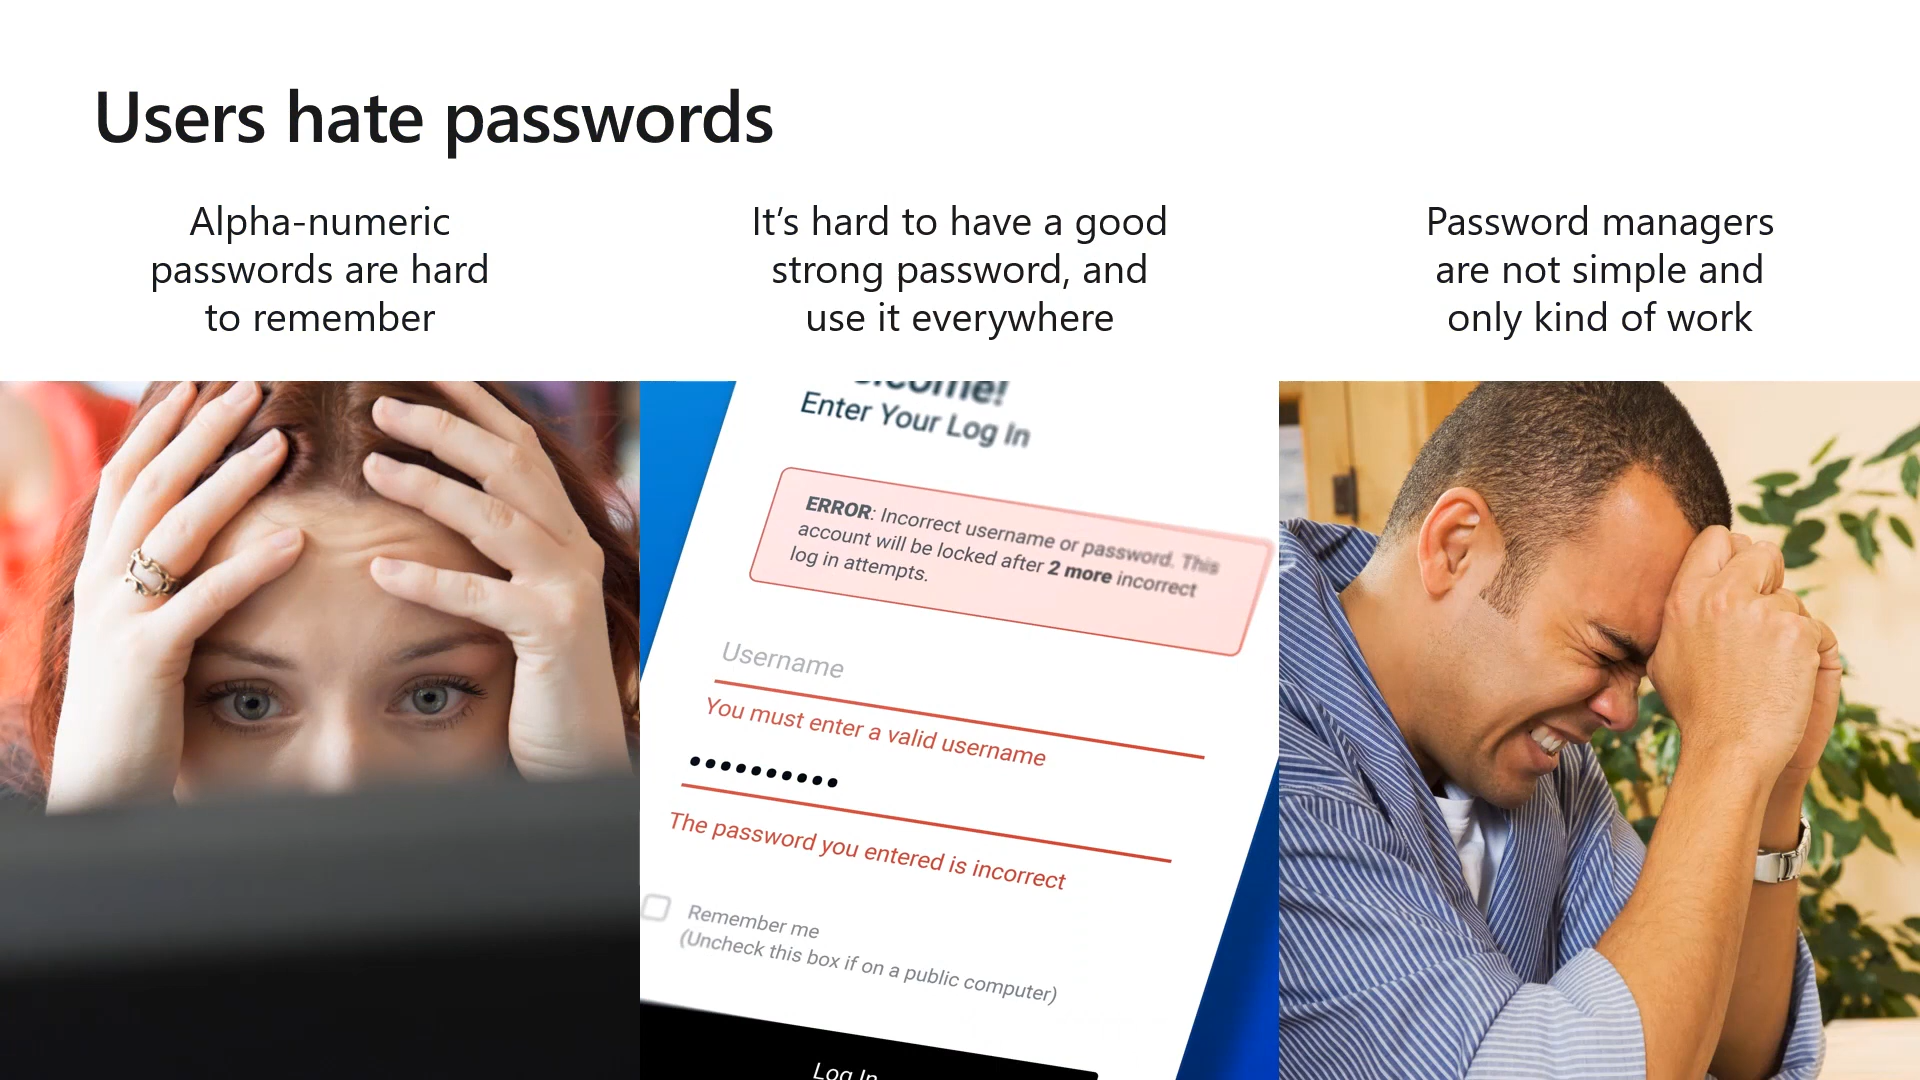 Users hate passwords
Alpha-numeric
passwords are hard
to remember
It’s hard to have a good
strong password, and
use it everywhere
Password managers
are not simple and
only kind of work
Enter Your Log In
ERROR: Incorrect username or password. This
account will be locked after 2 more incorrect
log in attempts.
Username
You must enter a valid username
••••••••••
The password you entered is incorrect
Remember me
(Uncheck this box if on a public computer)
Log In